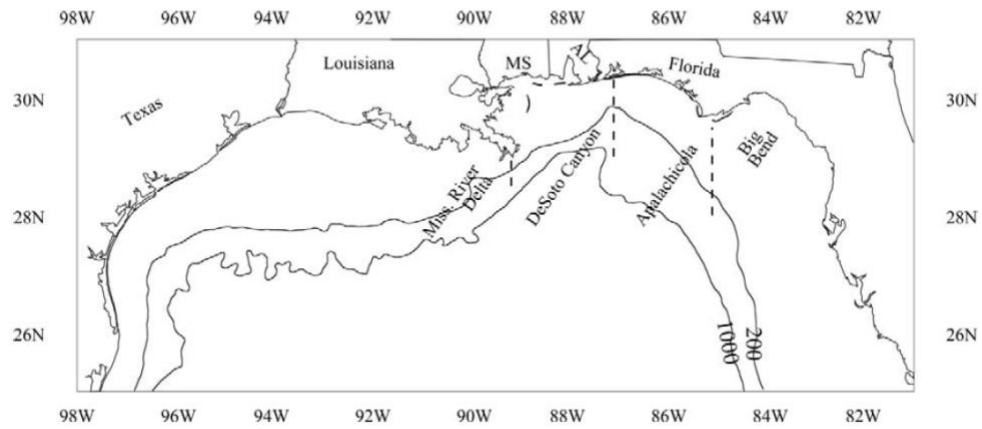 98W 96W 94W 92W 90W 88W 86W 84W 82W
Louisiana
MS
AL
Florida
30N
30N
Texas
Big
Bend
Miss. River
Delta
DeSoto Canyon
Apalachicola
28N
28N
26N
26N
1000
200
98W 96W 94W 92W 90W 88W 86W 84W 82W